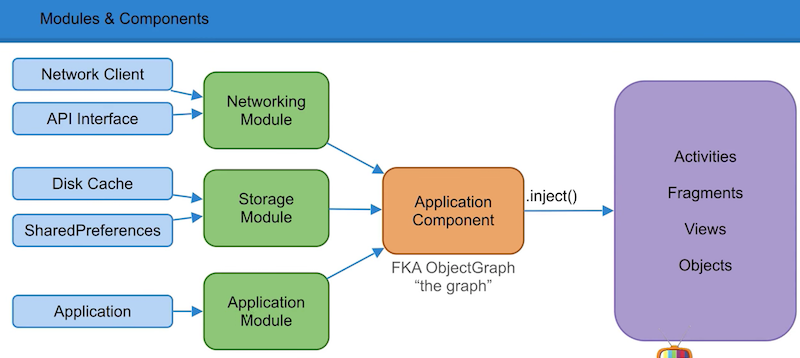 Modules & Components
Network Client
API Interface
Networking
Module
Disk Cache
SharedPreferences
Storage
Module
Application
Application
Module
Application
Component
FKA ObjectGraph
“the graph”
.inject()
Activities
Fragments
Views
Objects